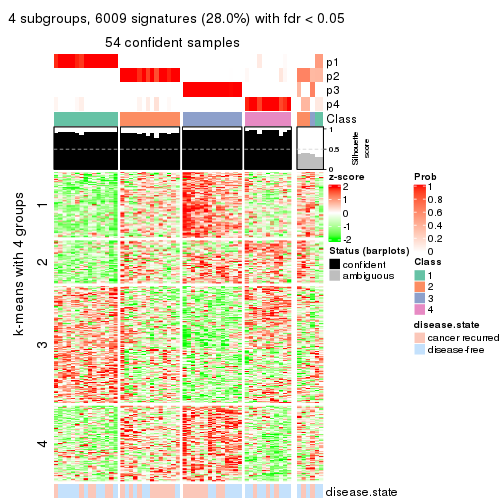 4 subgroups, 6009 signatures (28.0%) with fdr < 0.05
54 confident samples
p1
p2
p3
p4
Class
1
0.5
0
Silhouette
score
k-means with 4 groups
1
2
3
4
z-score
2
1
0
-1
-2
Status (barplots)
confident
ambiguous
Prob
1
0.8
0.6
0.4
0.2
0
Class
1
2
3
4
disease.state
cancer recurred
disease-free
disease.state